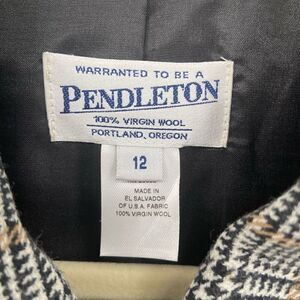 WARRANTED TO BE A
PENDLETON
100% VIRGIN WOOL
PORTLAND, OREGON
12
MADE IN
EL SALVADOR
OF U.S.A. FABRIC
100% VIRGIN WOOL